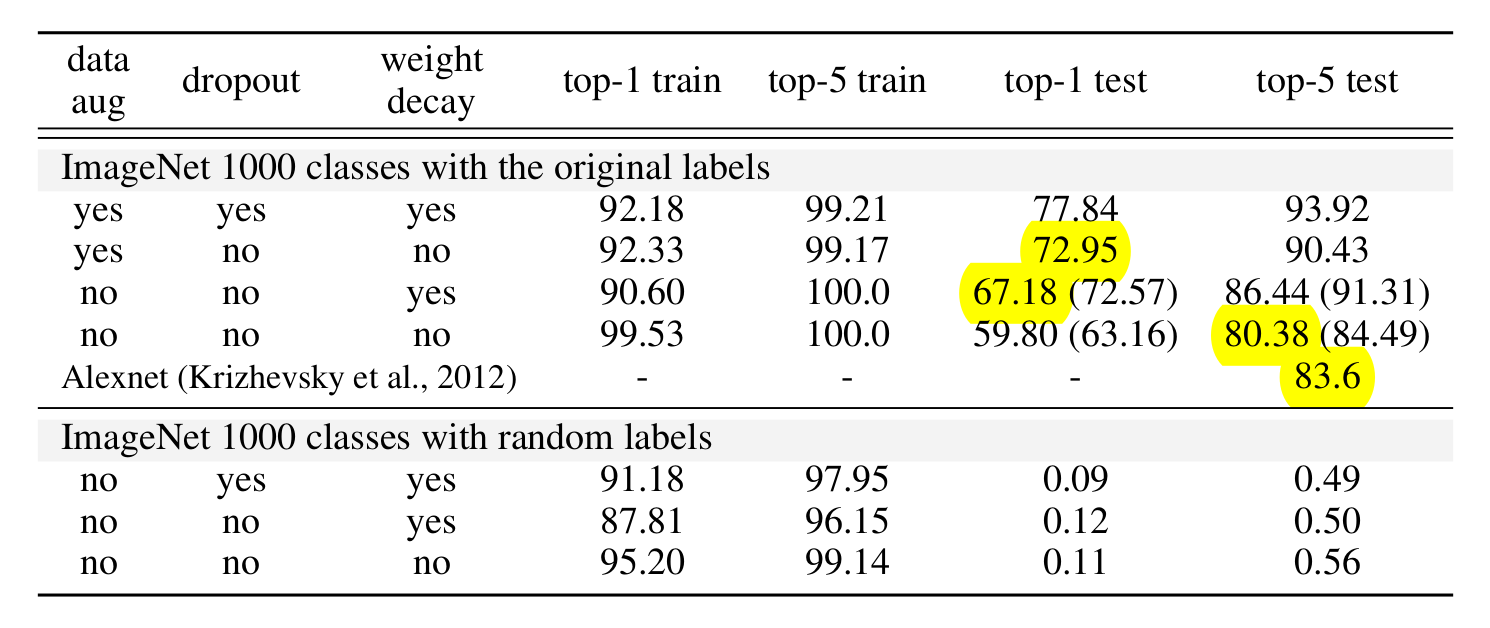 data aug dropout weight decay top-1 train top-5 train top-1 test top-5 test
ImageNet 1000 classes with the original labels
yes yes yes 92.18 99.21 77.84 93.92
yes no no 92.33 99.17 72.95 90.43
no no yes 90.60 100.0 67.18 (72.57) 86.44 (91.31)
no no no 99.53 100.0 59.80 (63.16) 80.38 (84.49)
Alexnet (Krizhevsky et al., 2012) - - - 83.6
ImageNet 1000 classes with random labels
no yes yes 91.18 97.95 0.09 0.49
no no yes 87.81 96.15 0.12 0.50
no no no 95.20 99.14 0.11 0.56